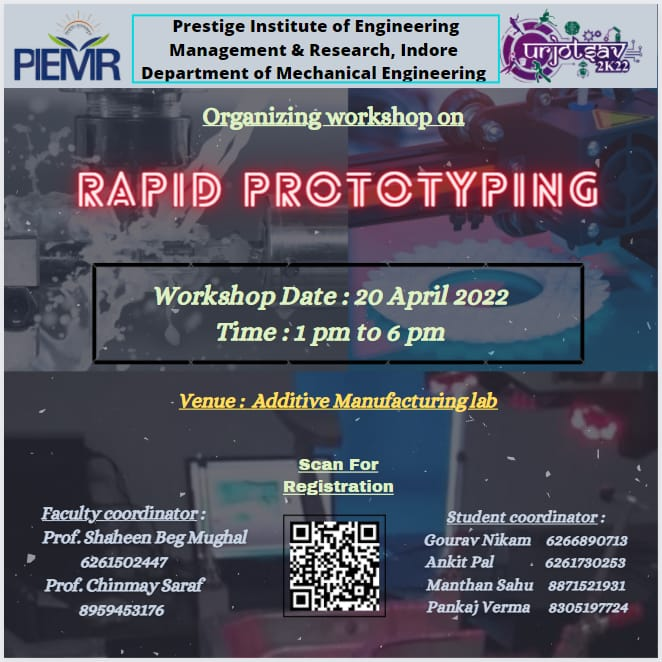 PIEMR
Prestige Institute of Engineering
Management & Research, Indore
Department of Mechanical Engineering
urjotsav
2K22
Organizing workshop on
RAPID PROTOTYPING
Workshop Date : 20 April 2022
Time : 1 pm to 6 pm
Venue : Additive Manufacturing lab
Scan For
Registration
Faculty coordinator :
Prof. Shaheen Beg Mughal
6261502447
Prof. Chinmay Saraf
8959453176
Student coordinator :
Gourav Nikam 6266890713
Ankit Pal 6261730253
Manthan Sahu 8871521931
Pankaj Verma 8305197724